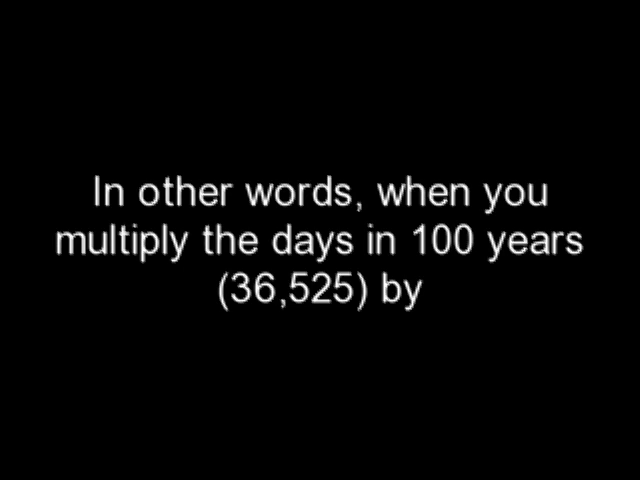 In other words, when you
multiply the days in 100 years
(36,525) by